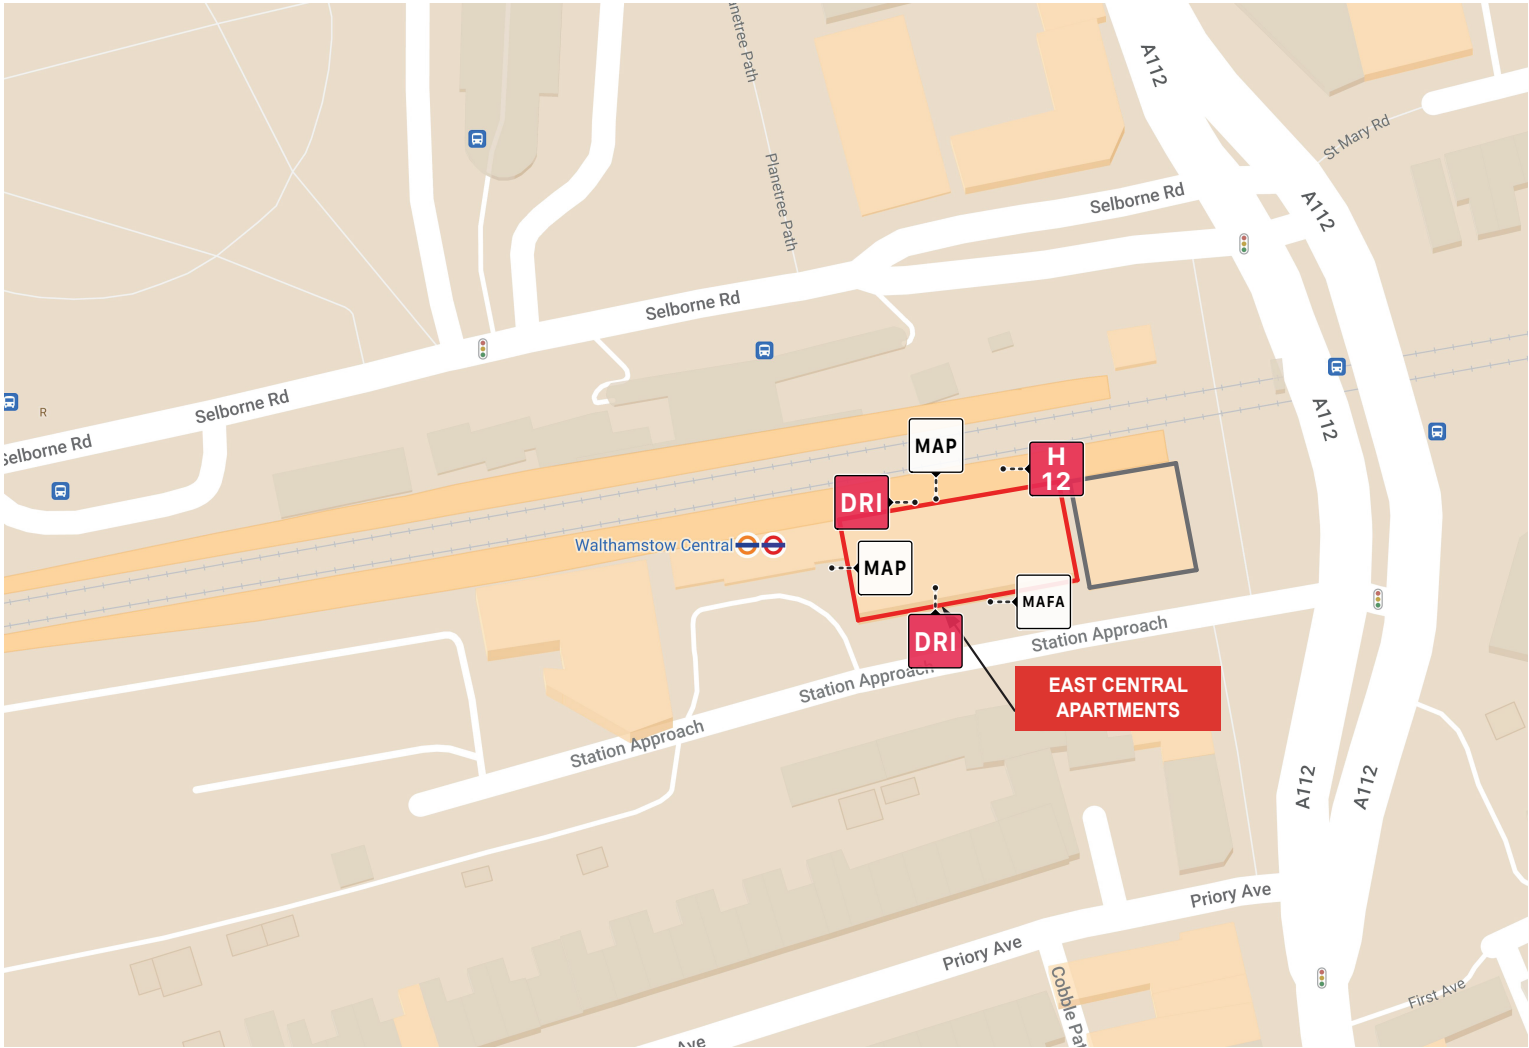 anetree Path
A112
St Mary Rd
Planetree Path
Selborne Rd
A112
Selborne Rd
Selborne Rd
R
Selborne Rd
A112
MAP
H
12
DRI
Walthamstow Central
MAP
MAFA
DRI
Station Approach
Station Approach
EAST CENTRAL
APARTMENTS
Station Approach
A112
A112
Priory Ave
Priory Ave
Cobble Pat
First Ave
Ave